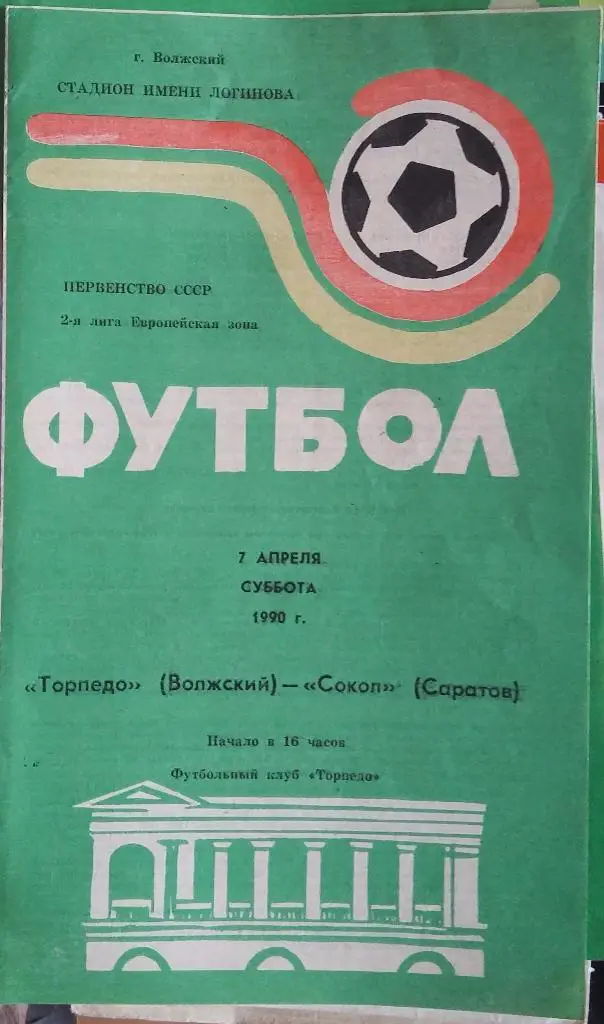 г. Волжский
СТАДИОН ИМЕНИ ЛОГИНОВА
ПЕРВЕНСТВО СССР
2-я лига Европейская зона
ФУТБОЛ
7 АПРЕЛЯ
СУББОТА
1990 г.
«Торпедо» (Волжский) — «Сокол» (Саратов)
Начало в 16 часов
Футбольный клуб «Торпедо»